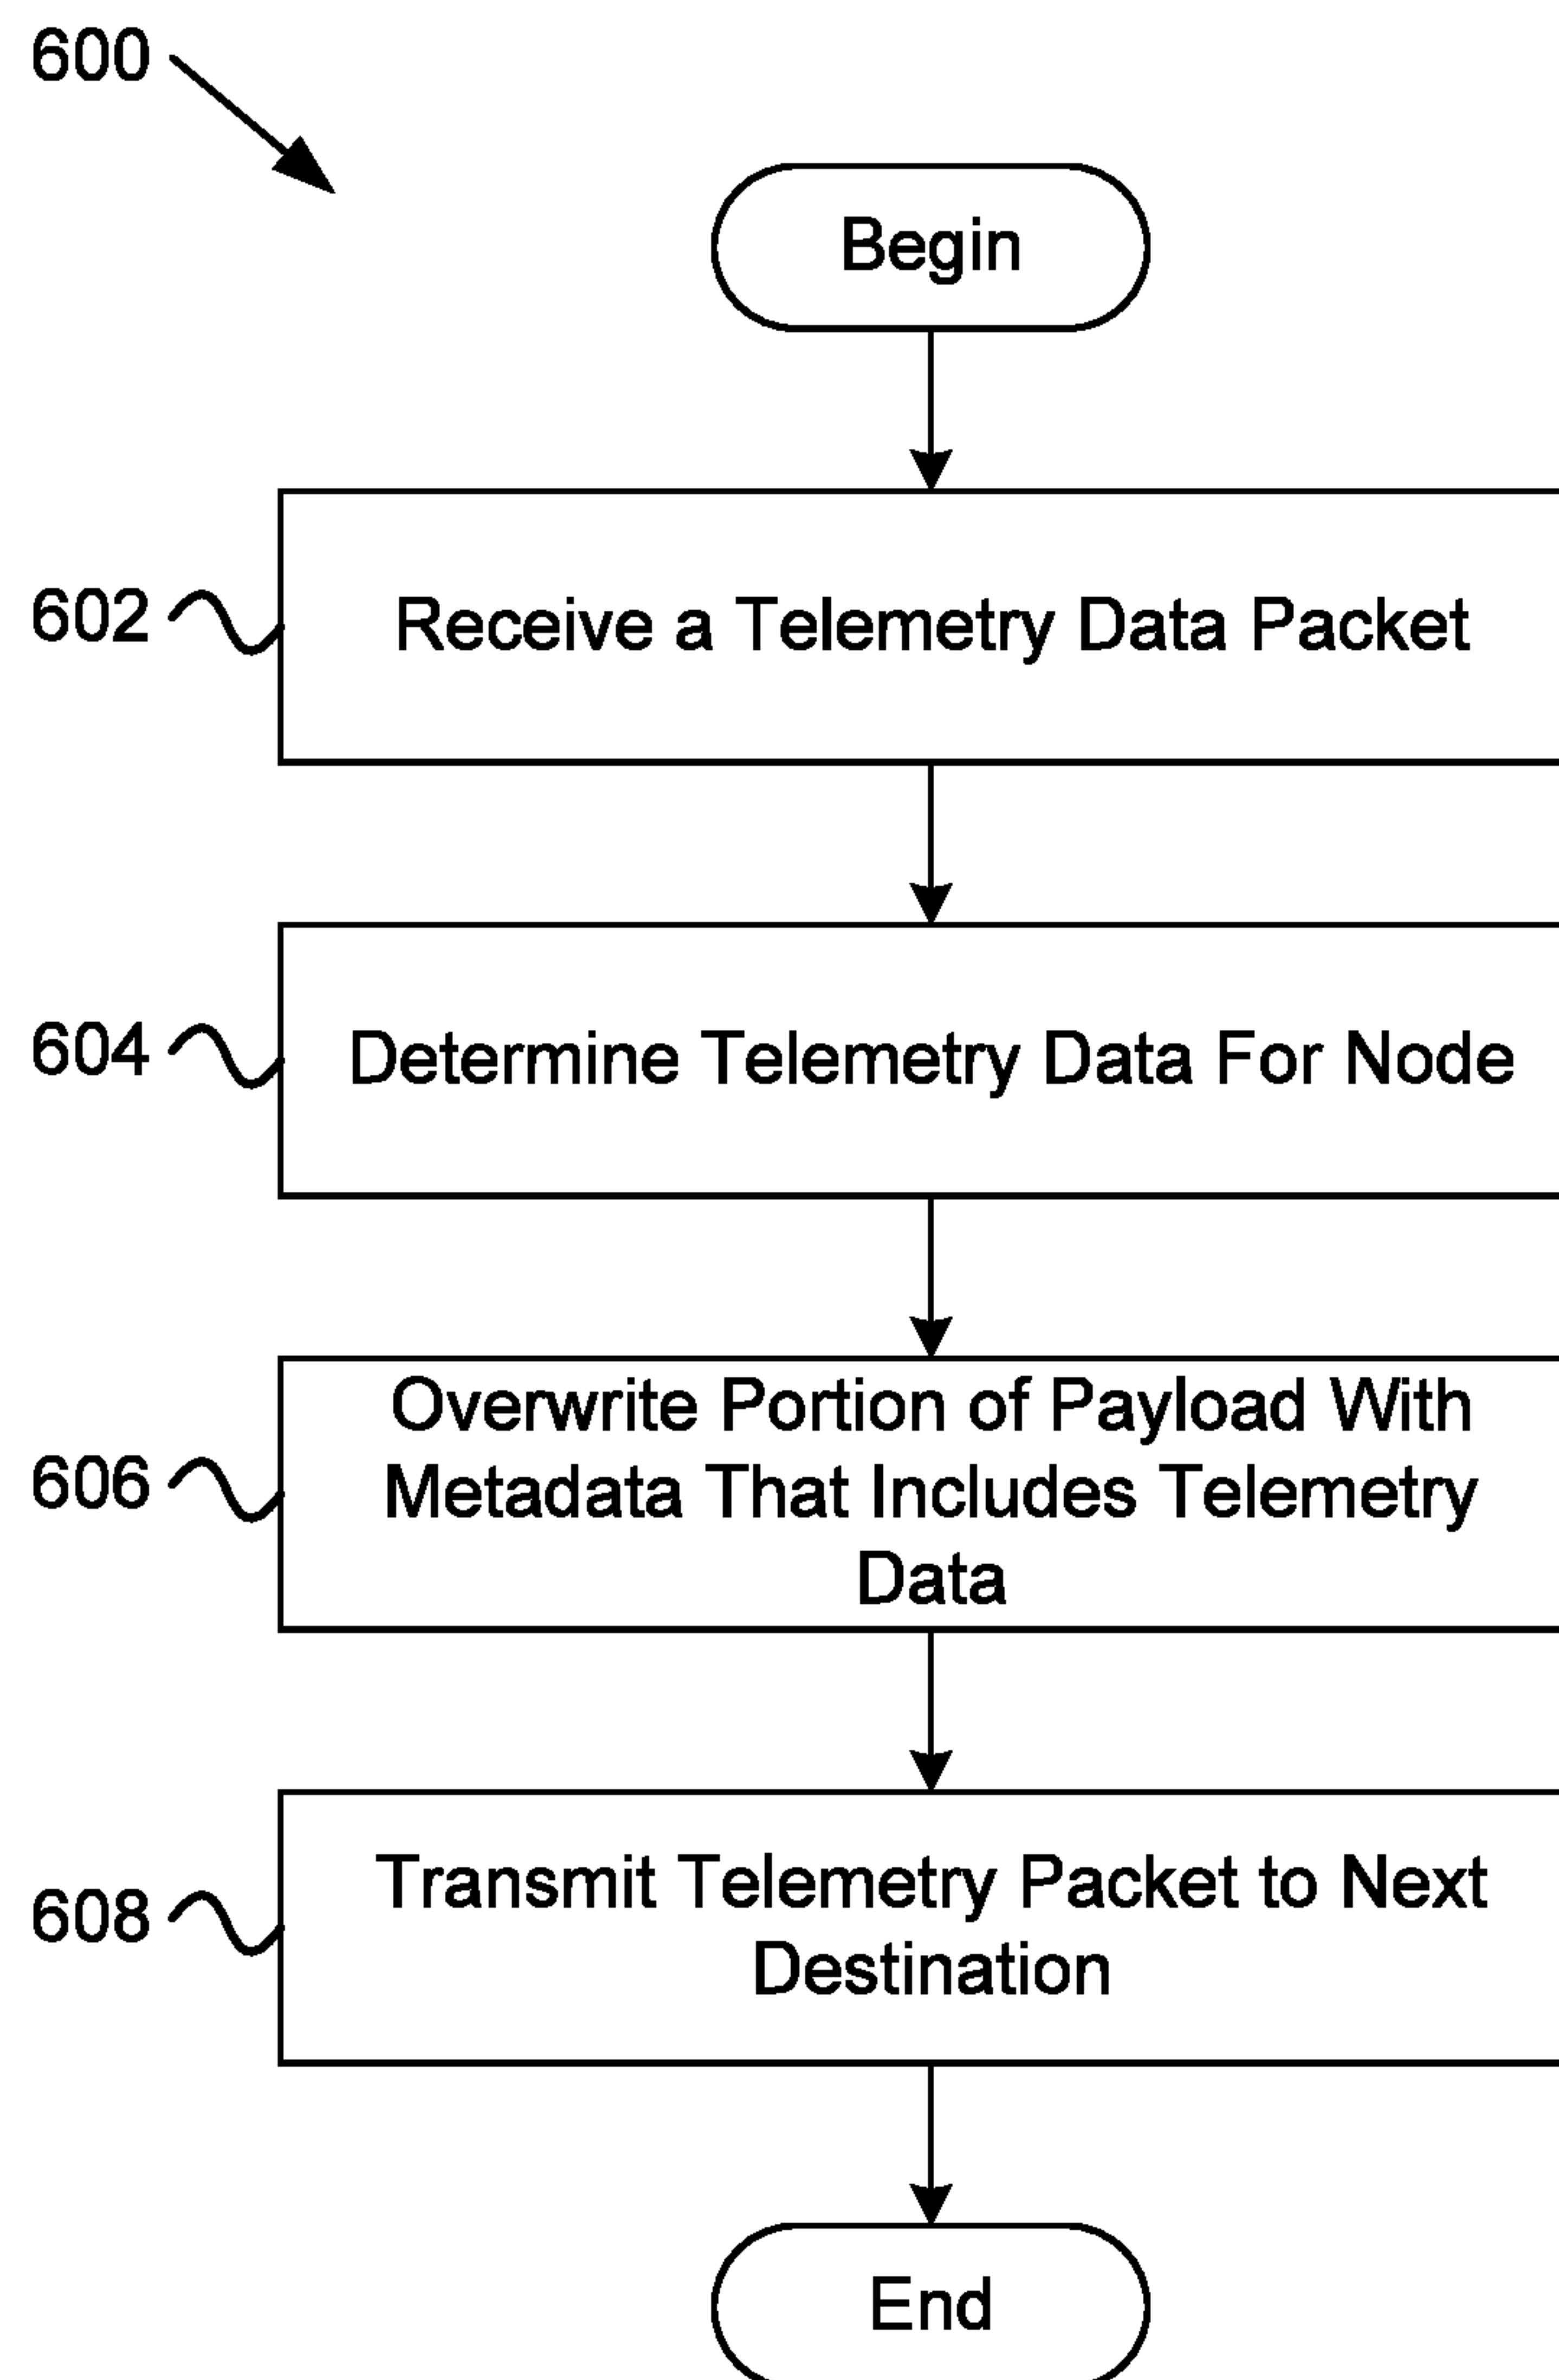 600
Begin
602
Receive a Telemetry Data Packet
604
Determine Telemetry Data For Node
606
Overwrite Portion of Payload With
Metadata That Includes Telemetry
Data
608
Transmit Telemetry Packet to Next
Destination
End